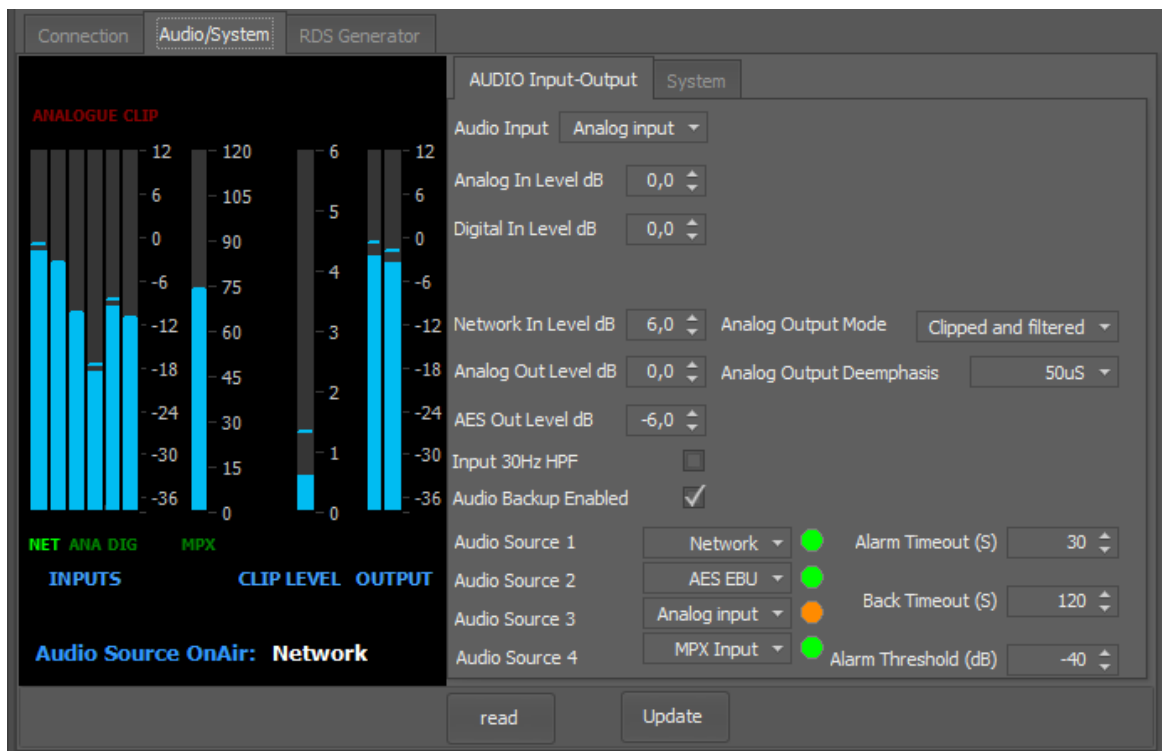 Connection Audio/System RDS Generator
AUDIO Input-Output System
ANALOGUE CLIP
12 120 6 12
6 105 5 6
0 90 4 0
-6 75 -6
-12 60 3 -12
-18 45 2 -18
-24 30 -24
-30 15 1 -30
-36 0 0 -36
NET ANA DIG MPX
INPUTS CLIP LEVEL OUTPUT
Audio Source OnAir: Network
Audio Input Analog input
Analog In Level dB 0,0
Digital In Level dB 0,0
Network In Level dB 6,0 Analog Output Mode Clipped and filtered
Analog Out Level dB 0,0 Analog Output Deemphasis 50uS
AES Out Level dB -6,0
Input 30Hz HPF
Audio Backup Enabled
Audio Source 1 Network Alarm Timeout (S) 30
Audio Source 2 AES EBU
Back Timeout (S) 120
Audio Source 3 Analog input
Audio Source 4 MPX Input Alarm Threshold (dB) -40
read Update